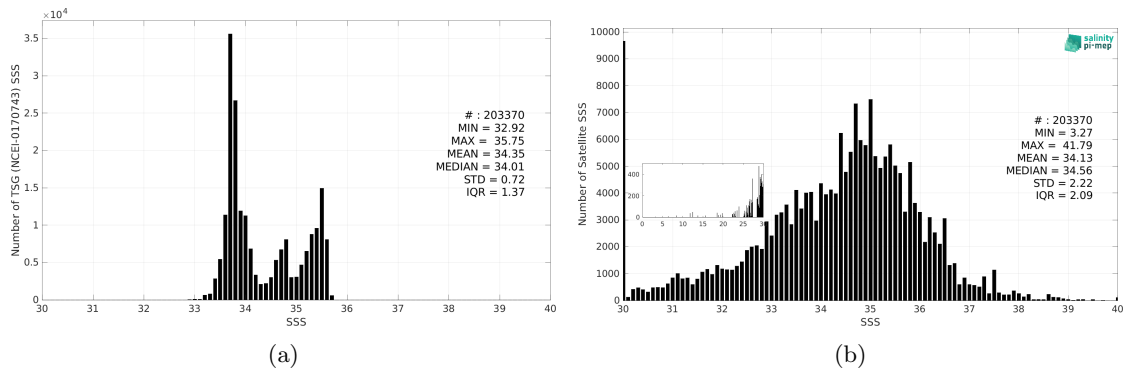 ×10⁴
3.5
3
2.5
2
1.5
1
0.5
0
Number of TSG (NCEI-0170743) SSS
# : 203370
MIN = 32.92
MAX = 35.75
MEAN = 34.35
MEDIAN = 34.01
STD = 0.72
IQR = 1.37
30 31 32 33 34 35 36 37 38 39 40
SSS
(a)
10000
9000
8000
7000
6000
5000
4000
3000
2000
1000
0
Number of Satellite SSS
salinity
pi-mep
# : 203370
MIN = 3.27
MAX = 41.79
MEAN = 34.13
MEDIAN = 34.56
STD = 2.22
IQR = 2.09
400
200
0
0 5 10 15 20 25 30
30 31 32 33 34 35 36 37 38 39 40
SSS
(b)